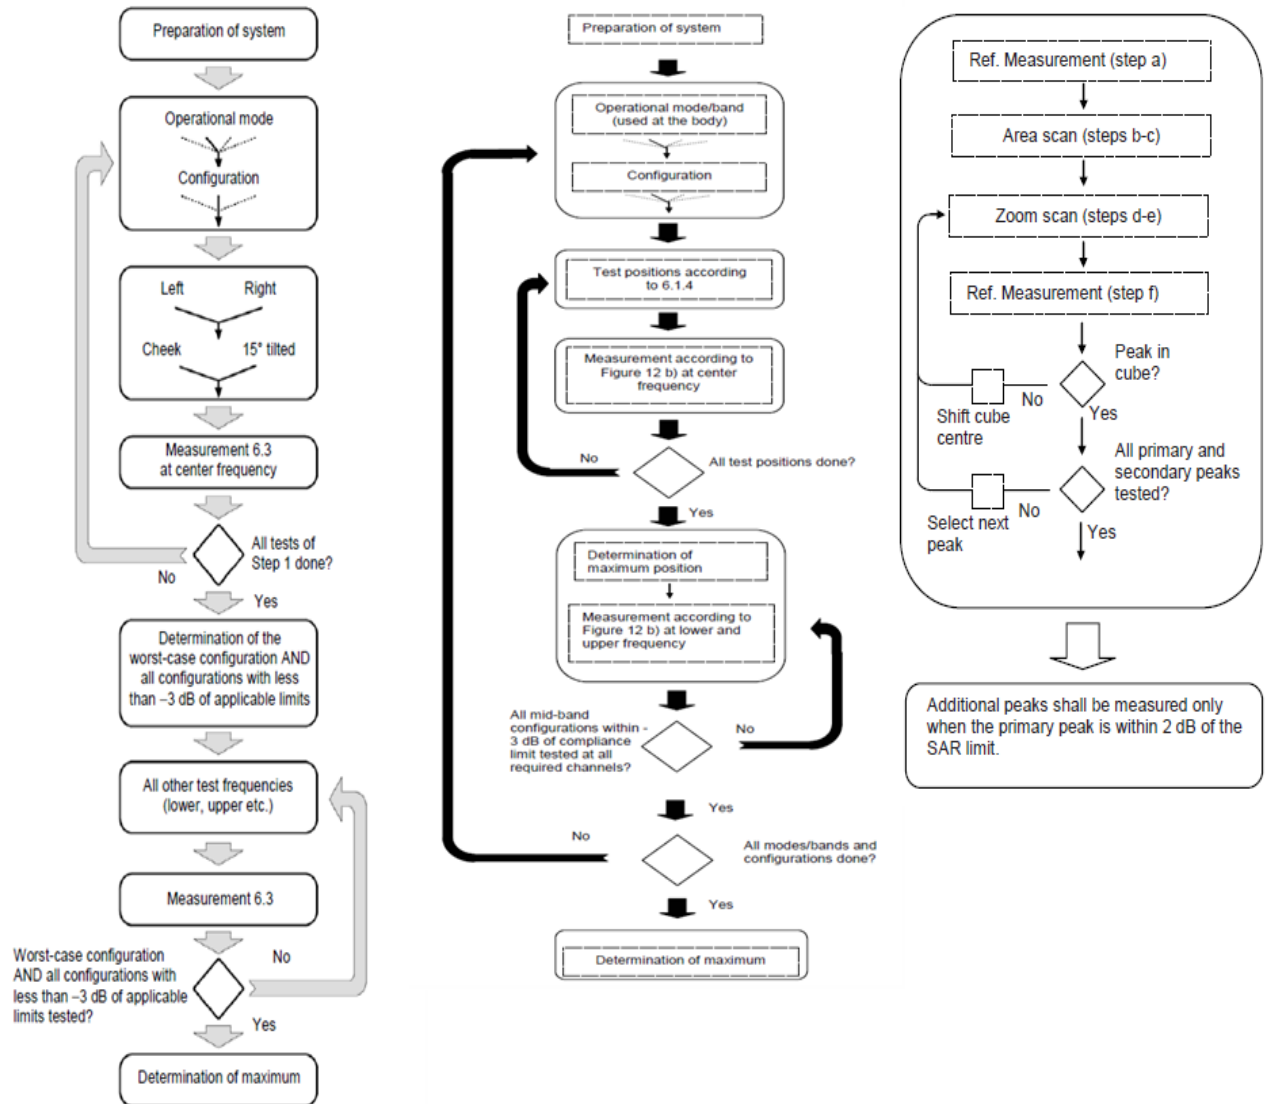 Preparation of system
Operational mode
Configuration
Left Right
Cheek 15° tilted
Measurement 6.3
at center frequency
All tests of
Step 1 done?
No
Yes
Determination of the
worst-case configuration AND
all configurations with less
than –3 dB of applicable limits
All other test frequencies
(lower, upper etc.)
Measurement 6.3
Worst-case configuration
AND all configurations with
less than –3 dB of applicable
limits tested?
No
Yes
Determination of maximum
Preparation of system
Operational mode/band
(used at the body)
Configuration
Test positions according
to 6.1.4
Measurement according to
Figure 12 b) at center
frequency
No
All test positions done?
Yes
Determination of
maximum position
Measurement according to
Figure 12 b) at lower and
upper frequency
All mid-band
configurations within -
3 dB of compliance
limit tested at all
required channels?
No
Yes
No
All modes/bands and
configurations done?
Yes
Determination of maximum
Ref. Measurement (step a)
Area scan (steps b-c)
Zoom scan (steps d-e)
Ref. Measurement (step f)
Peak in
cube?
No
Yes
Shift cube
centre
All primary and
secondary peaks
tested?
No
Yes
Select next
peak
Additional peaks shall be measured only
when the primary peak is within 2 dB of the
SAR limit.